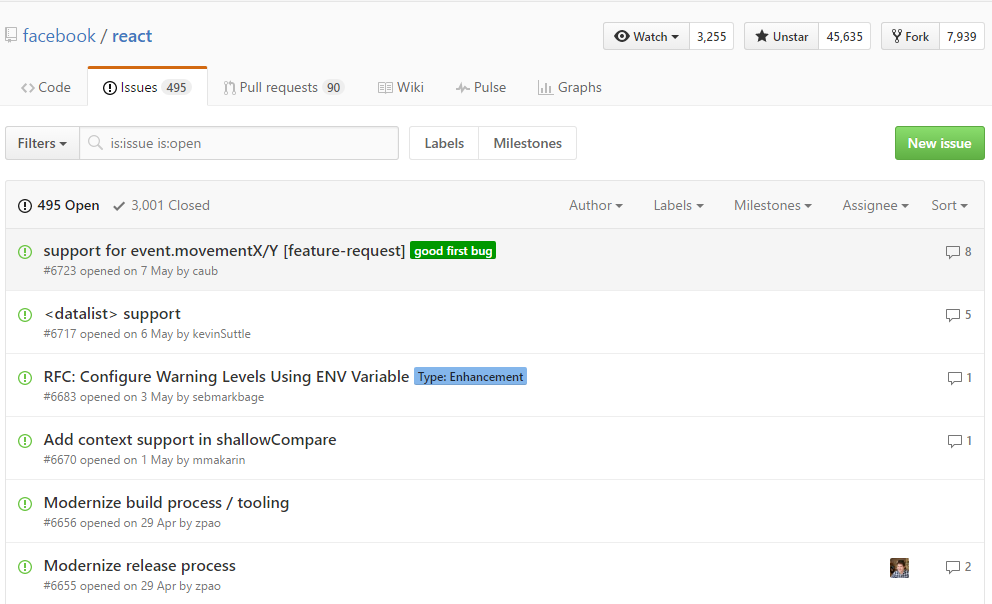 facebook / react
Watch 3,255 Unstar 45,635 Fork 7,939
Code Issues 495 Pull requests 90 Wiki Pulse Graphs
Filters is:issue is:open Labels Milestones New issue
495 Open 3,001 Closed Author Labels Milestones Assignee Sort
support for event.movementX/Y [feature-request] good first bug 8
#6723 opened on 7 May by caub
<datalist> support 5
#6717 opened on 6 May by kevinSuttle
RFC: Configure Warning Levels Using ENV Variable Type: Enhancement 1
#6683 opened on 3 May by sebmarkbage
Add context support in shallowCompare 1
#6670 opened on 1 May by mmakarin
Modernize build process / tooling
#6656 opened on 29 Apr by zpao
Modernize release process 2
#6655 opened on 29 Apr by zpao